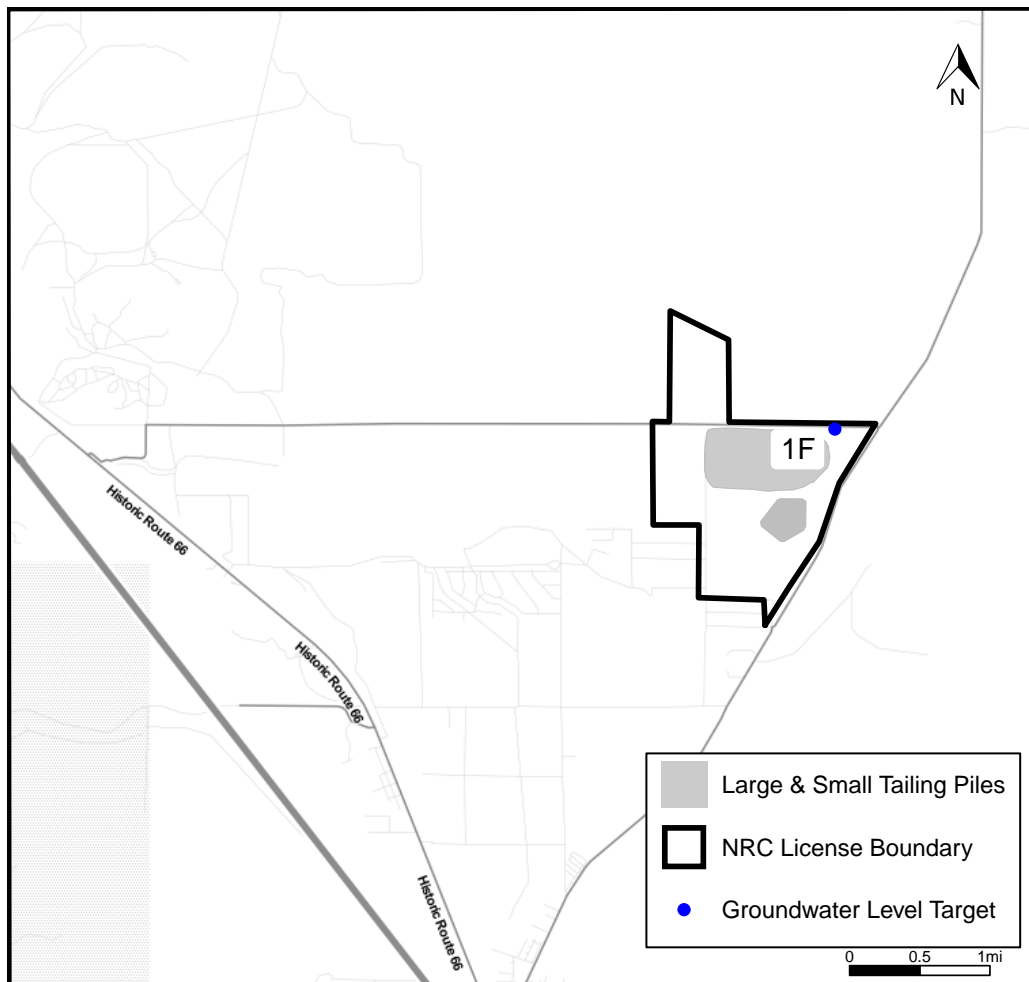 N
1F
Historic Route 66
Historic Route 66
Historic Route 66
Large & Small Tailing Piles
NRC License Boundary
Groundwater Level Target
0 0.5 1mi